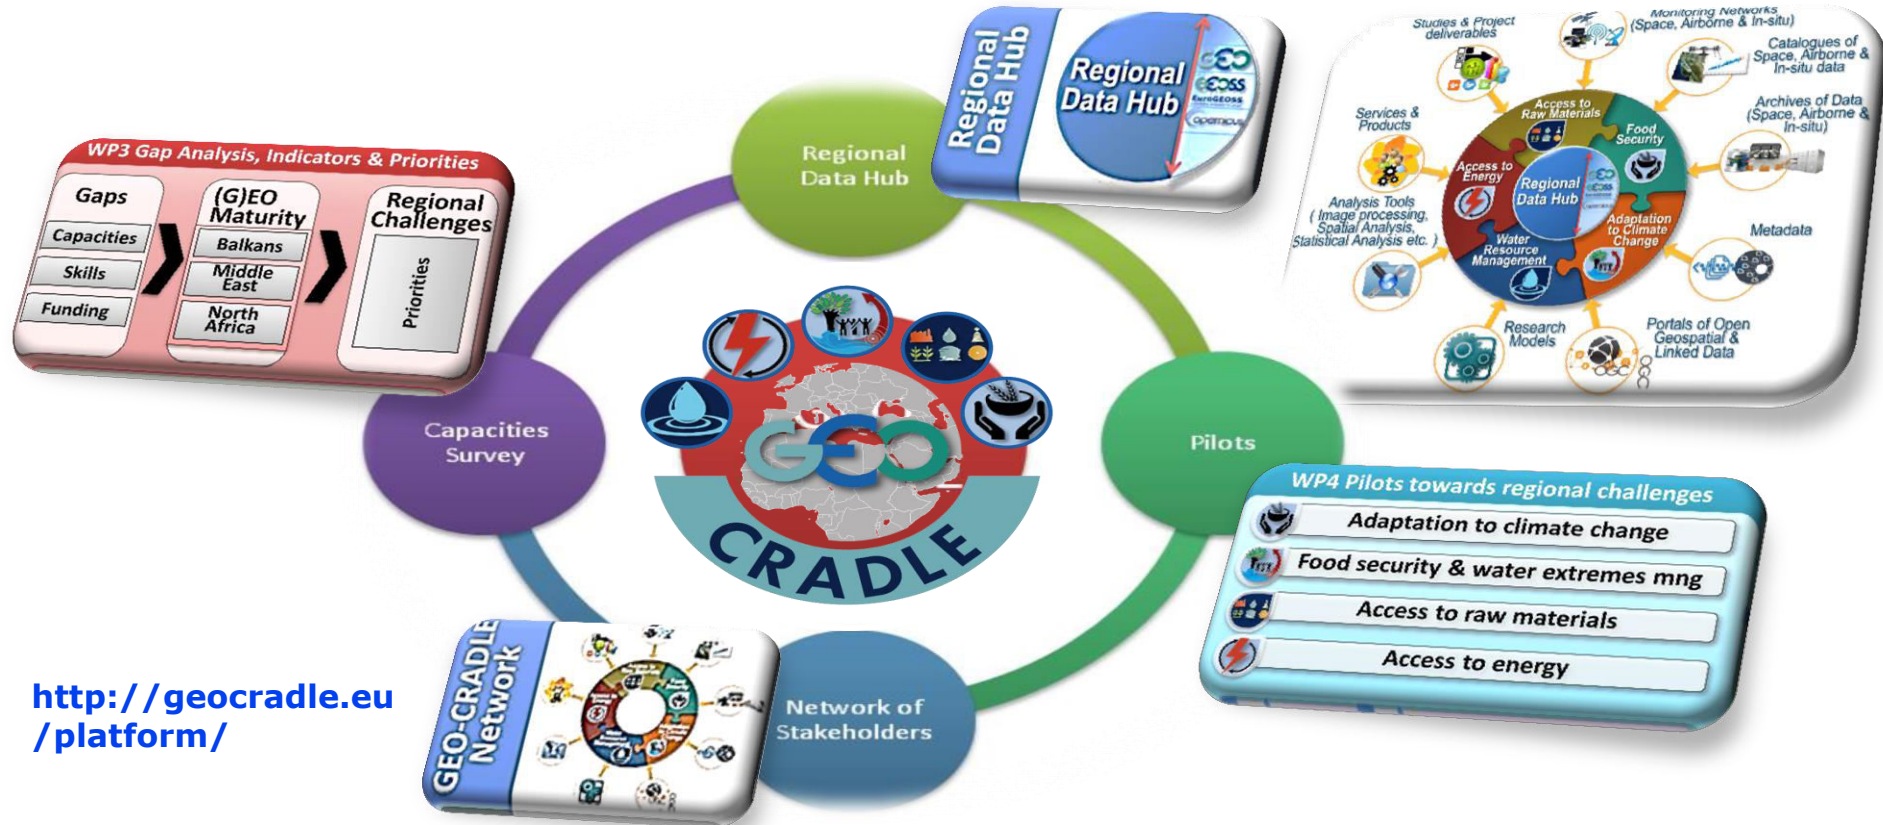 WP3 Gap Analysis, Indicators & Priorities
Gaps
Capacities
Skills
Funding
(G)EO
Maturity
Balkans
Middle
East
North
Africa
Regional
Challenges
Priorities
Regional
Data Hub
Regional
Data Hub
Regional
Data Hub
GEO
GEOSS
EuroGEOSS
Copernicus
Studies & Project
deliverables
Monitoring Networks
(Space, Airborne & In-situ)
Catalogues of
Space, Airborne &
In-situ data
Archives of Data
(Space, Airborne &
In-situ)
Metadata
Portals of Open
Geospatial &
Linked Data
Research
Models
Analysis Tools
( Image processing,
Spatial Analysis,
Statistical Analysis etc. )
Services &
Products
Access to
Raw Materials
Food
Security
Adaptation
to Climate
Change
Water
Resource
Management
Access to
Energy
Regional
Data Hub
Capacities
Survey
GEO
CRADLE
Pilots
WP4 Pilots towards regional challenges
Adaptation to climate change
Food security & water extremes mng
Access to raw materials
Access to energy
GEO-CRADLE
Network
Network of
Stakeholders
http://geocradle.eu
/platform/